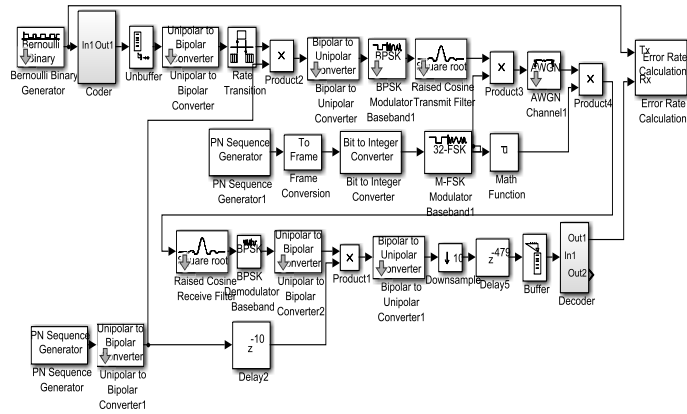 Bernoulli
Binary
Bernoulli Binary
Generator
In1 Out1
Coder
Unbuffer
Unipolar to
Bipolar
Converter
Unipolar to
Bipolar
Converter
Rate
Transition
x
Product2
Bipolar to
Unipolar
Converter
Bipolar to
Unipolar
Converter
BPSK
BPSK
Modulator
Baseband1
Square root
Raised Cosine
Transmit Filter
x
Product3
AWGN
AWGN
Channel1
x
Product4
Tx
Error Rate
Calculation
Rx
Error Rate
Calculation
PN Sequence
Generator
PN Sequence
Generator1
To
Frame
Frame
Conversion
Bit to Integer
Converter
Bit to Integer
Converter
32-FSK
M-FSK
Modulator
Baseband1
Math
Function
Square root
Raised Cosine
Receive Filter
BPSK
BPSK
Demodulator
Baseband
Unipolar to
Bipolar
Converter
Unipolar to
Bipolar
Converter2
x
Product1
Bipolar to
Unipolar
Converter
Bipolar to
Unipolar
Converter1
10
Downsample
z -479
Delay5
Buffer
Out1
In1
Out2
Decoder
PN Sequence
Generator
PN Sequence
Generator
Unipolar to
Bipolar
Converter
Unipolar to
Bipolar
Converter1
z -10
Delay2